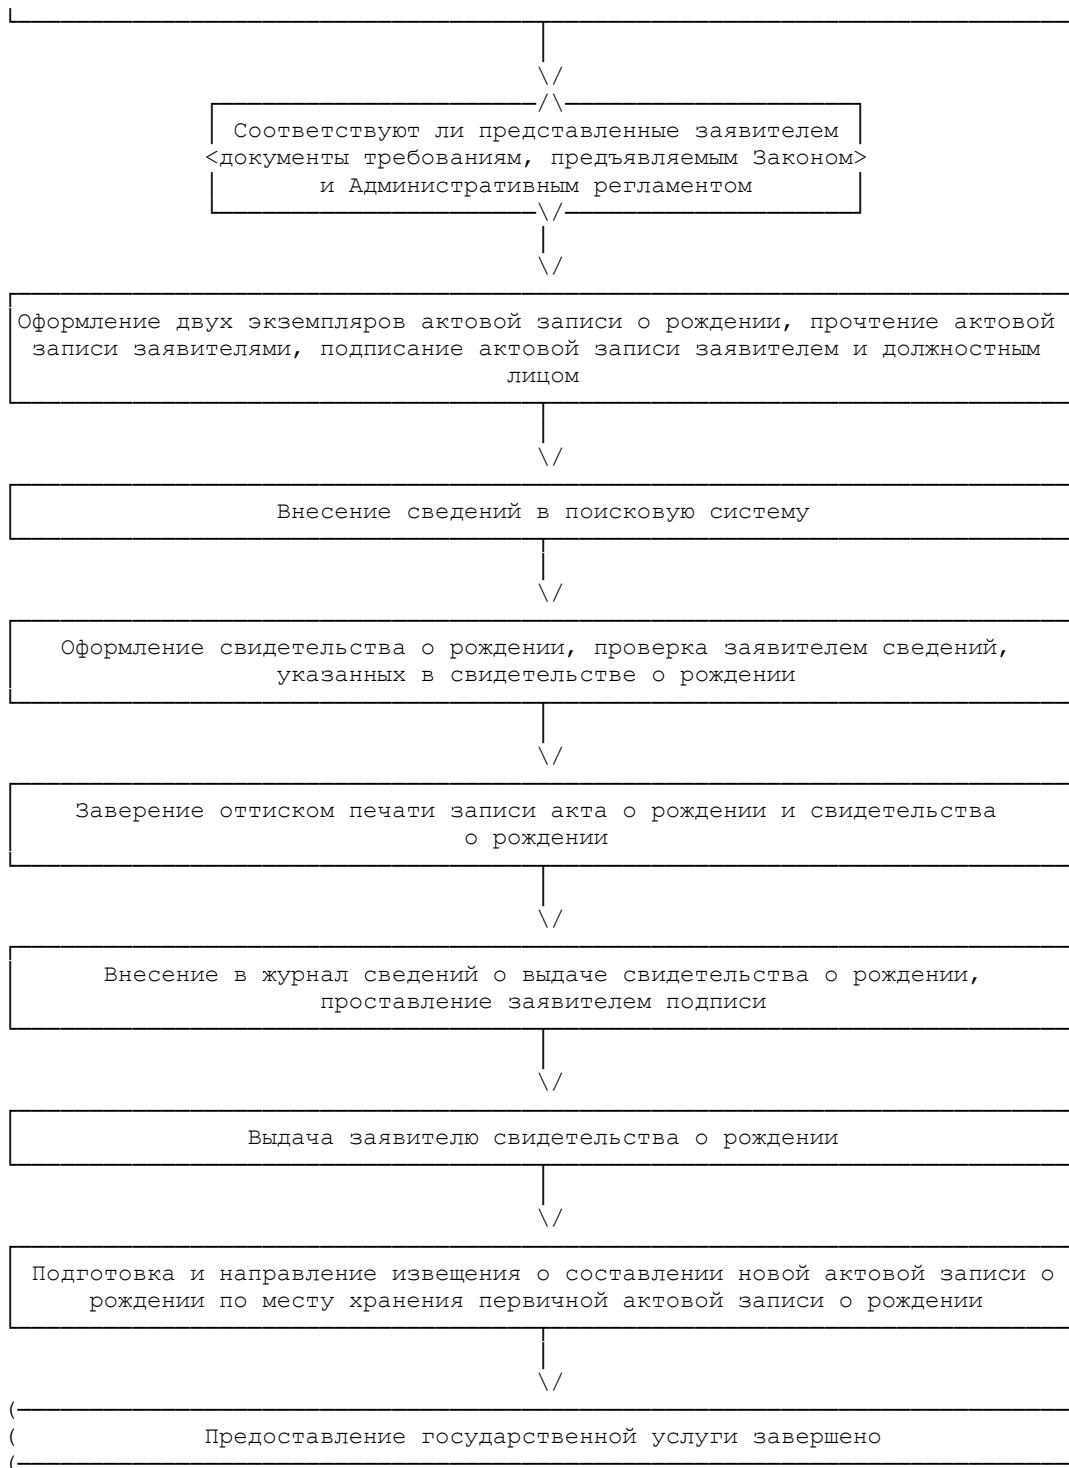 Соответствуют ли представленные заявителем
<документы требованиям, предъявляемым Законом>
и Административным регламентом
Оформление двух экземпляров актовой записи о рождении, прочтение актовой
записи заявителями, подписание актовой записи заявителем и должностным
лицом
Внесение сведений в поисковую систему
Оформление свидетельства о рождении, проверка заявителем сведений,
указанных в свидетельстве о рождении
Заверение оттиском печати записи акта о рождении и свидетельства
о рождении
Внесение в журнал сведений о выдаче свидетельства о рождении,
проставление заявителем подписи
Выдача заявителю свидетельства о рождении
Подготовка и направление извещения о составлении новой актовой записи о
рождении по месту хранения первичной актовой записи о рождении
Предоставление государственной услуги завершено